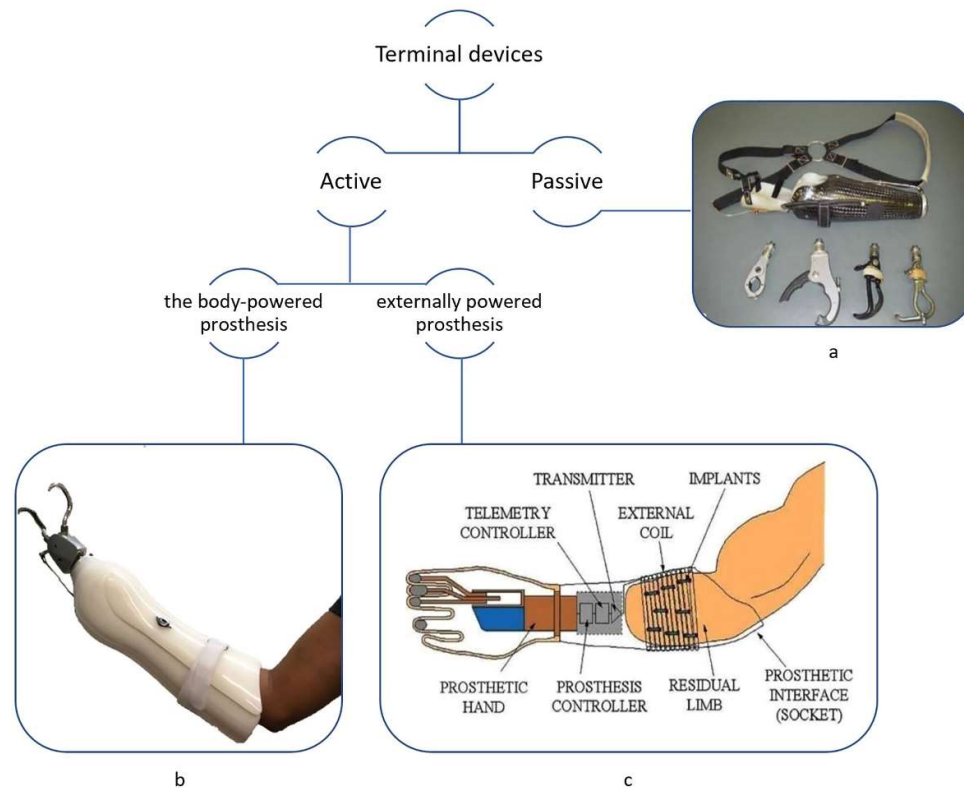 Terminal devices
Active
Passive
the body-powered
prosthesis
externally powered
prosthesis
a
TRANSMITTER
IMPLANTS
TELEMETRY
CONTROLLER
EXTERNAL
COIL
PROSTHETIC
HAND
PROSTHESIS
CONTROLLER
RESIDUAL
LIMB
PROSTHETIC
INTERFACE
(SOCKET)
b
c